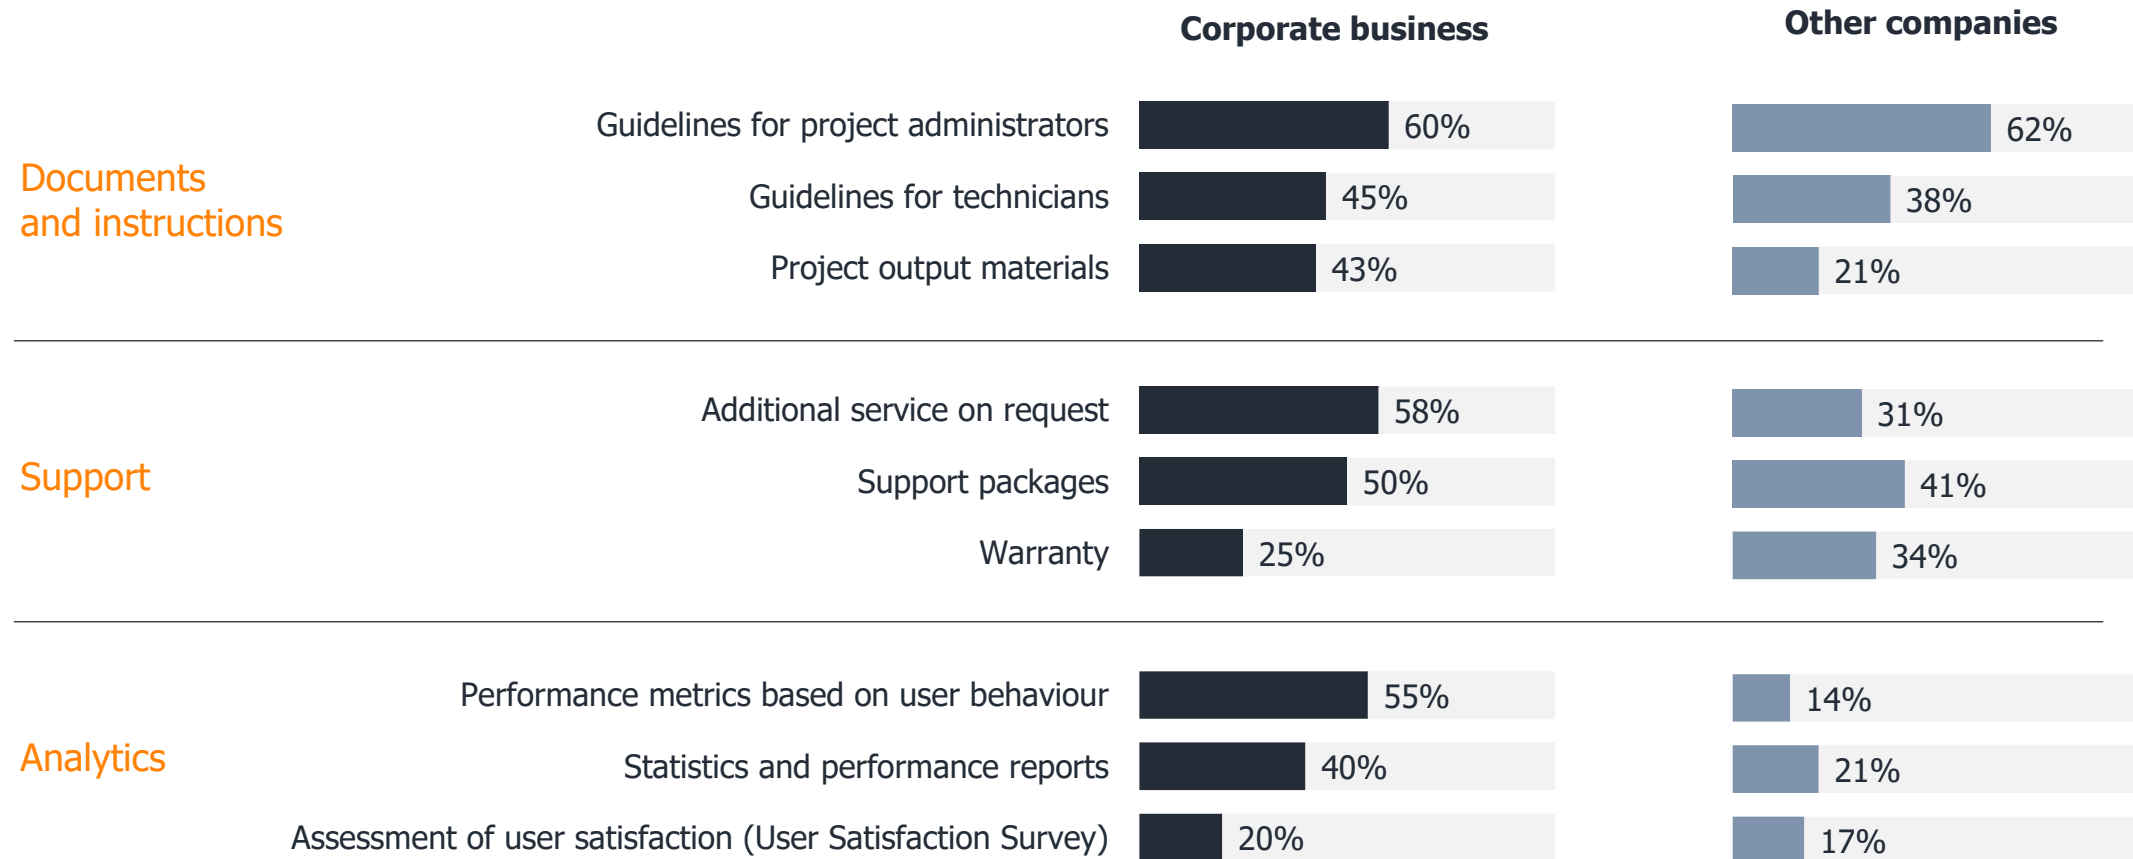 Corporate business
Other companies
Documents
and instructions
Guidelines for project administrators 60% 62%
Guidelines for technicians 45% 38%
Project output materials 43% 21%
Support
Additional service on request 58% 31%
Support packages 50% 41%
Warranty 25% 34%
Analytics
Performance metrics based on user behaviour 55% 14%
Statistics and performance reports 40% 21%
Assessment of user satisfaction (User Satisfaction Survey) 20% 17%